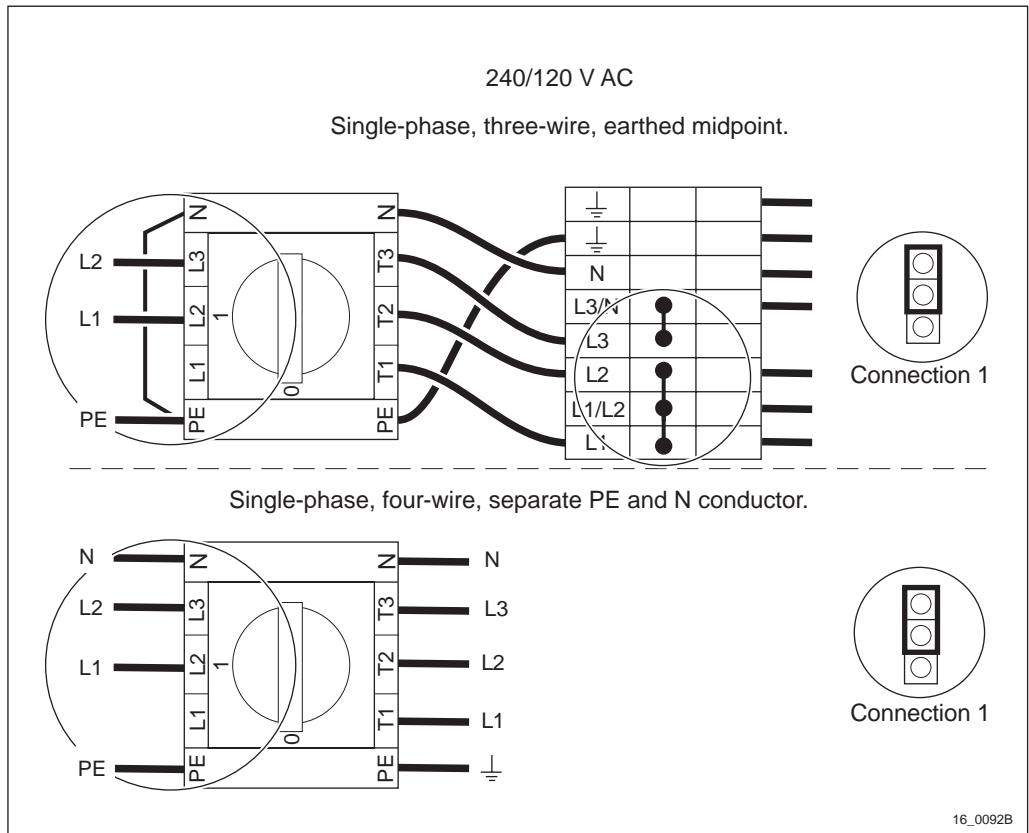 240/120 V AC
Single-phase, three-wire, earthed midpoint.
L2
L1
PE
N
L3
L2
L1
PE
1
0
N
T3
T2
T1
PE
N
L3/N
L3
L2
L1/L2
L1
Connection 1
Single-phase, four-wire, separate PE and N conductor.
N
L2
L1
PE
N
L3
L2
L1
PE
1
0
N
T3
T2
T1
PE
N
L3
L2
L1
Connection 1
16_0092B